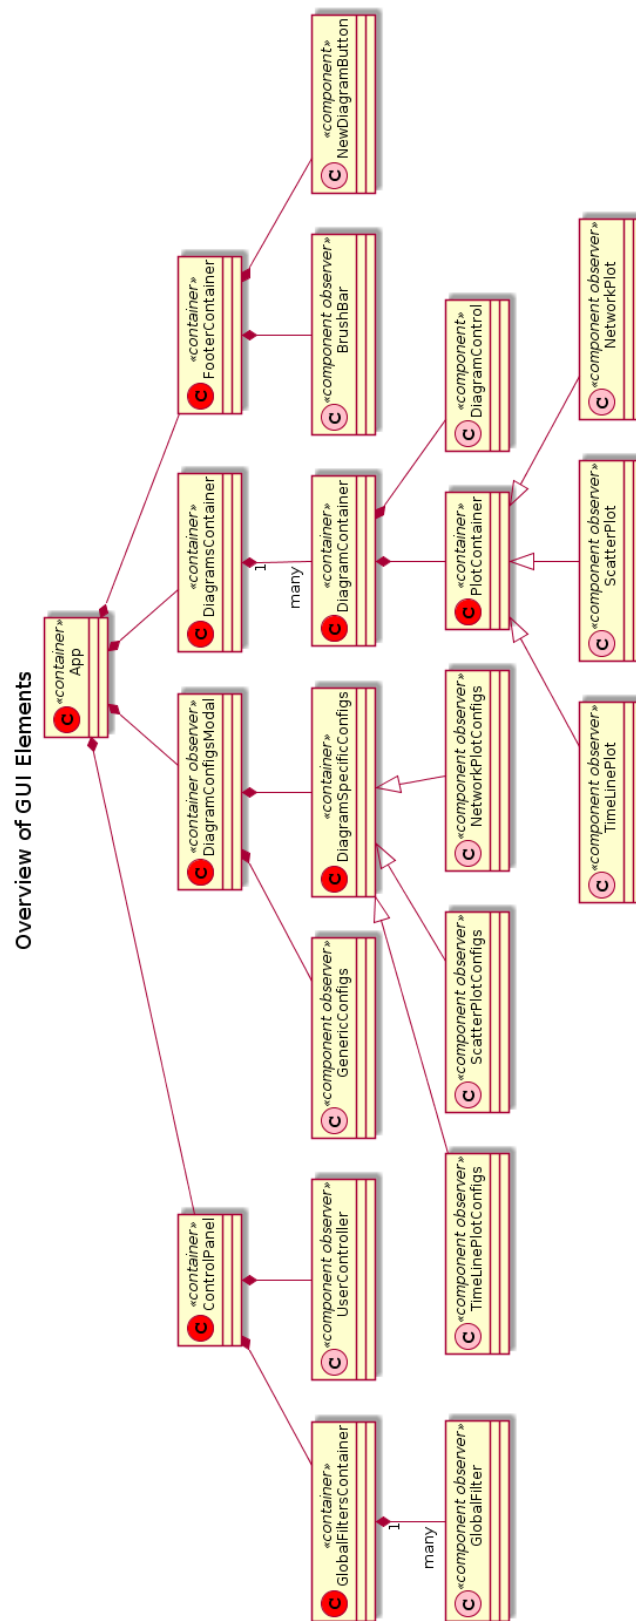 Overview of GUI Elements
C «container»
App
C «container»
ControlPanel
C «container observer»
DiagramConfigsModal
C «container»
DiagramsContainer
C «container»
FooterContainer
1
many
C «container»
GlobalFiltersContainer
C «component observer»
UserController
C «component observer»
GenericConfigs
C «container»
DiagramSpecificConfigs
C «container»
DiagramContainer
C «component observer»
BrushBar
C «component»
NewDiagramButton
1
many
C «component observer»
GlobalFilter
C «component observer»
TimeLinePlotConfigs
C «component observer»
ScatterPlotConfigs
C «component observer»
NetworkPlotConfigs
C «container»
PlotContainer
C «component»
DiagramControl
C «component observer»
TimeLinePlot
C «component observer»
ScatterPlot
C «component observer»
NetworkPlot